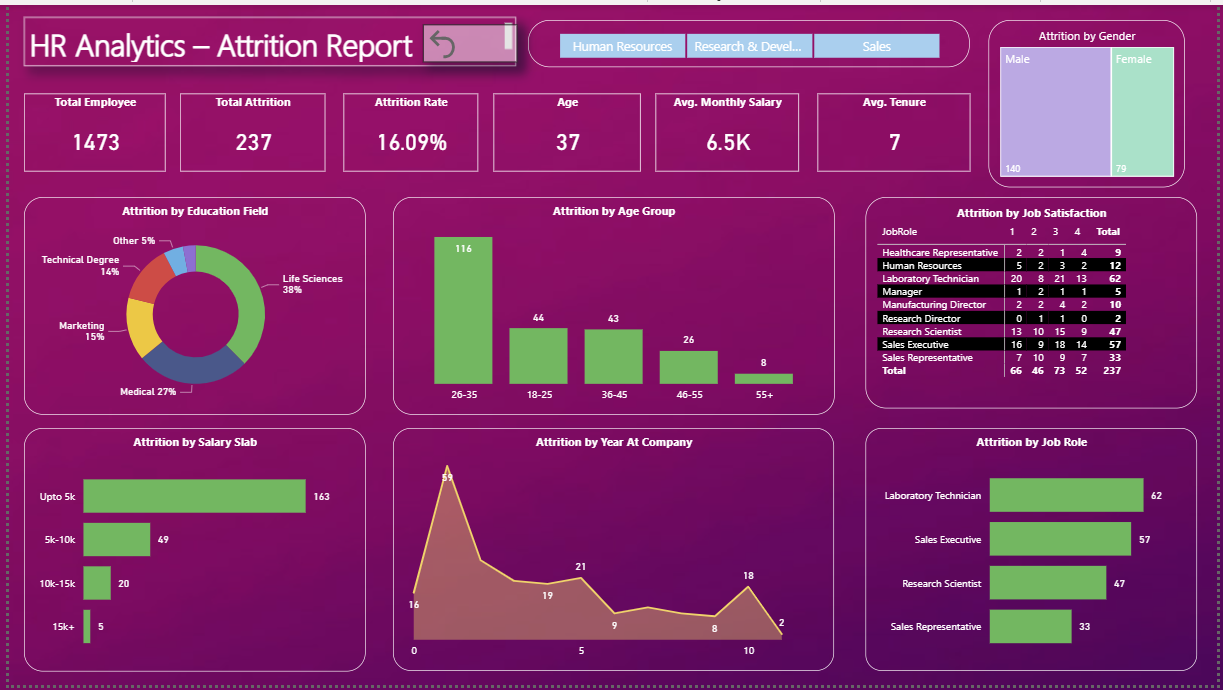 HR Analytics – Attrition Report
Human Resources
Research & Devel...
Sales
Attrition by Gender
Male
Female
140
79
Total Employee
1473
Total Attrition
237
Attrition Rate
16.09%
Age
37
Avg. Monthly Salary
6.5K
Avg. Tenure
7
Attrition by Education Field
Other 5%
Technical Degree
14%
Life Sciences
38%
Marketing
15%
Medical 27%
Attrition by Age Group
116
44
43
26
8
26-35
18-25
36-45
46-55
55+
Attrition by Job Satisfaction
JobRole 1 2 3 4 Total
Healthcare Representative 2 2 1 4 9
Human Resources 5 2 3 2 12
Laboratory Technician 20 8 21 13 62
Manager 1 2 1 1 5
Manufacturing Director 2 2 4 2 10
Research Director 0 1 1 0 2
Research Scientist 13 10 15 9 47
Sales Executive 16 9 18 14 57
Sales Representative 7 10 9 7 33
Total 66 46 73 52 237
Attrition by Salary Slab
Upto 5k 163
5k-10k 49
10k-15k 20
15k+ 5
Attrition by Year At Company
59
16
19
21
9
8
18
2
0
5
10
Attrition by Job Role
Laboratory Technician 62
Sales Executive 57
Research Scientist 47
Sales Representative 33